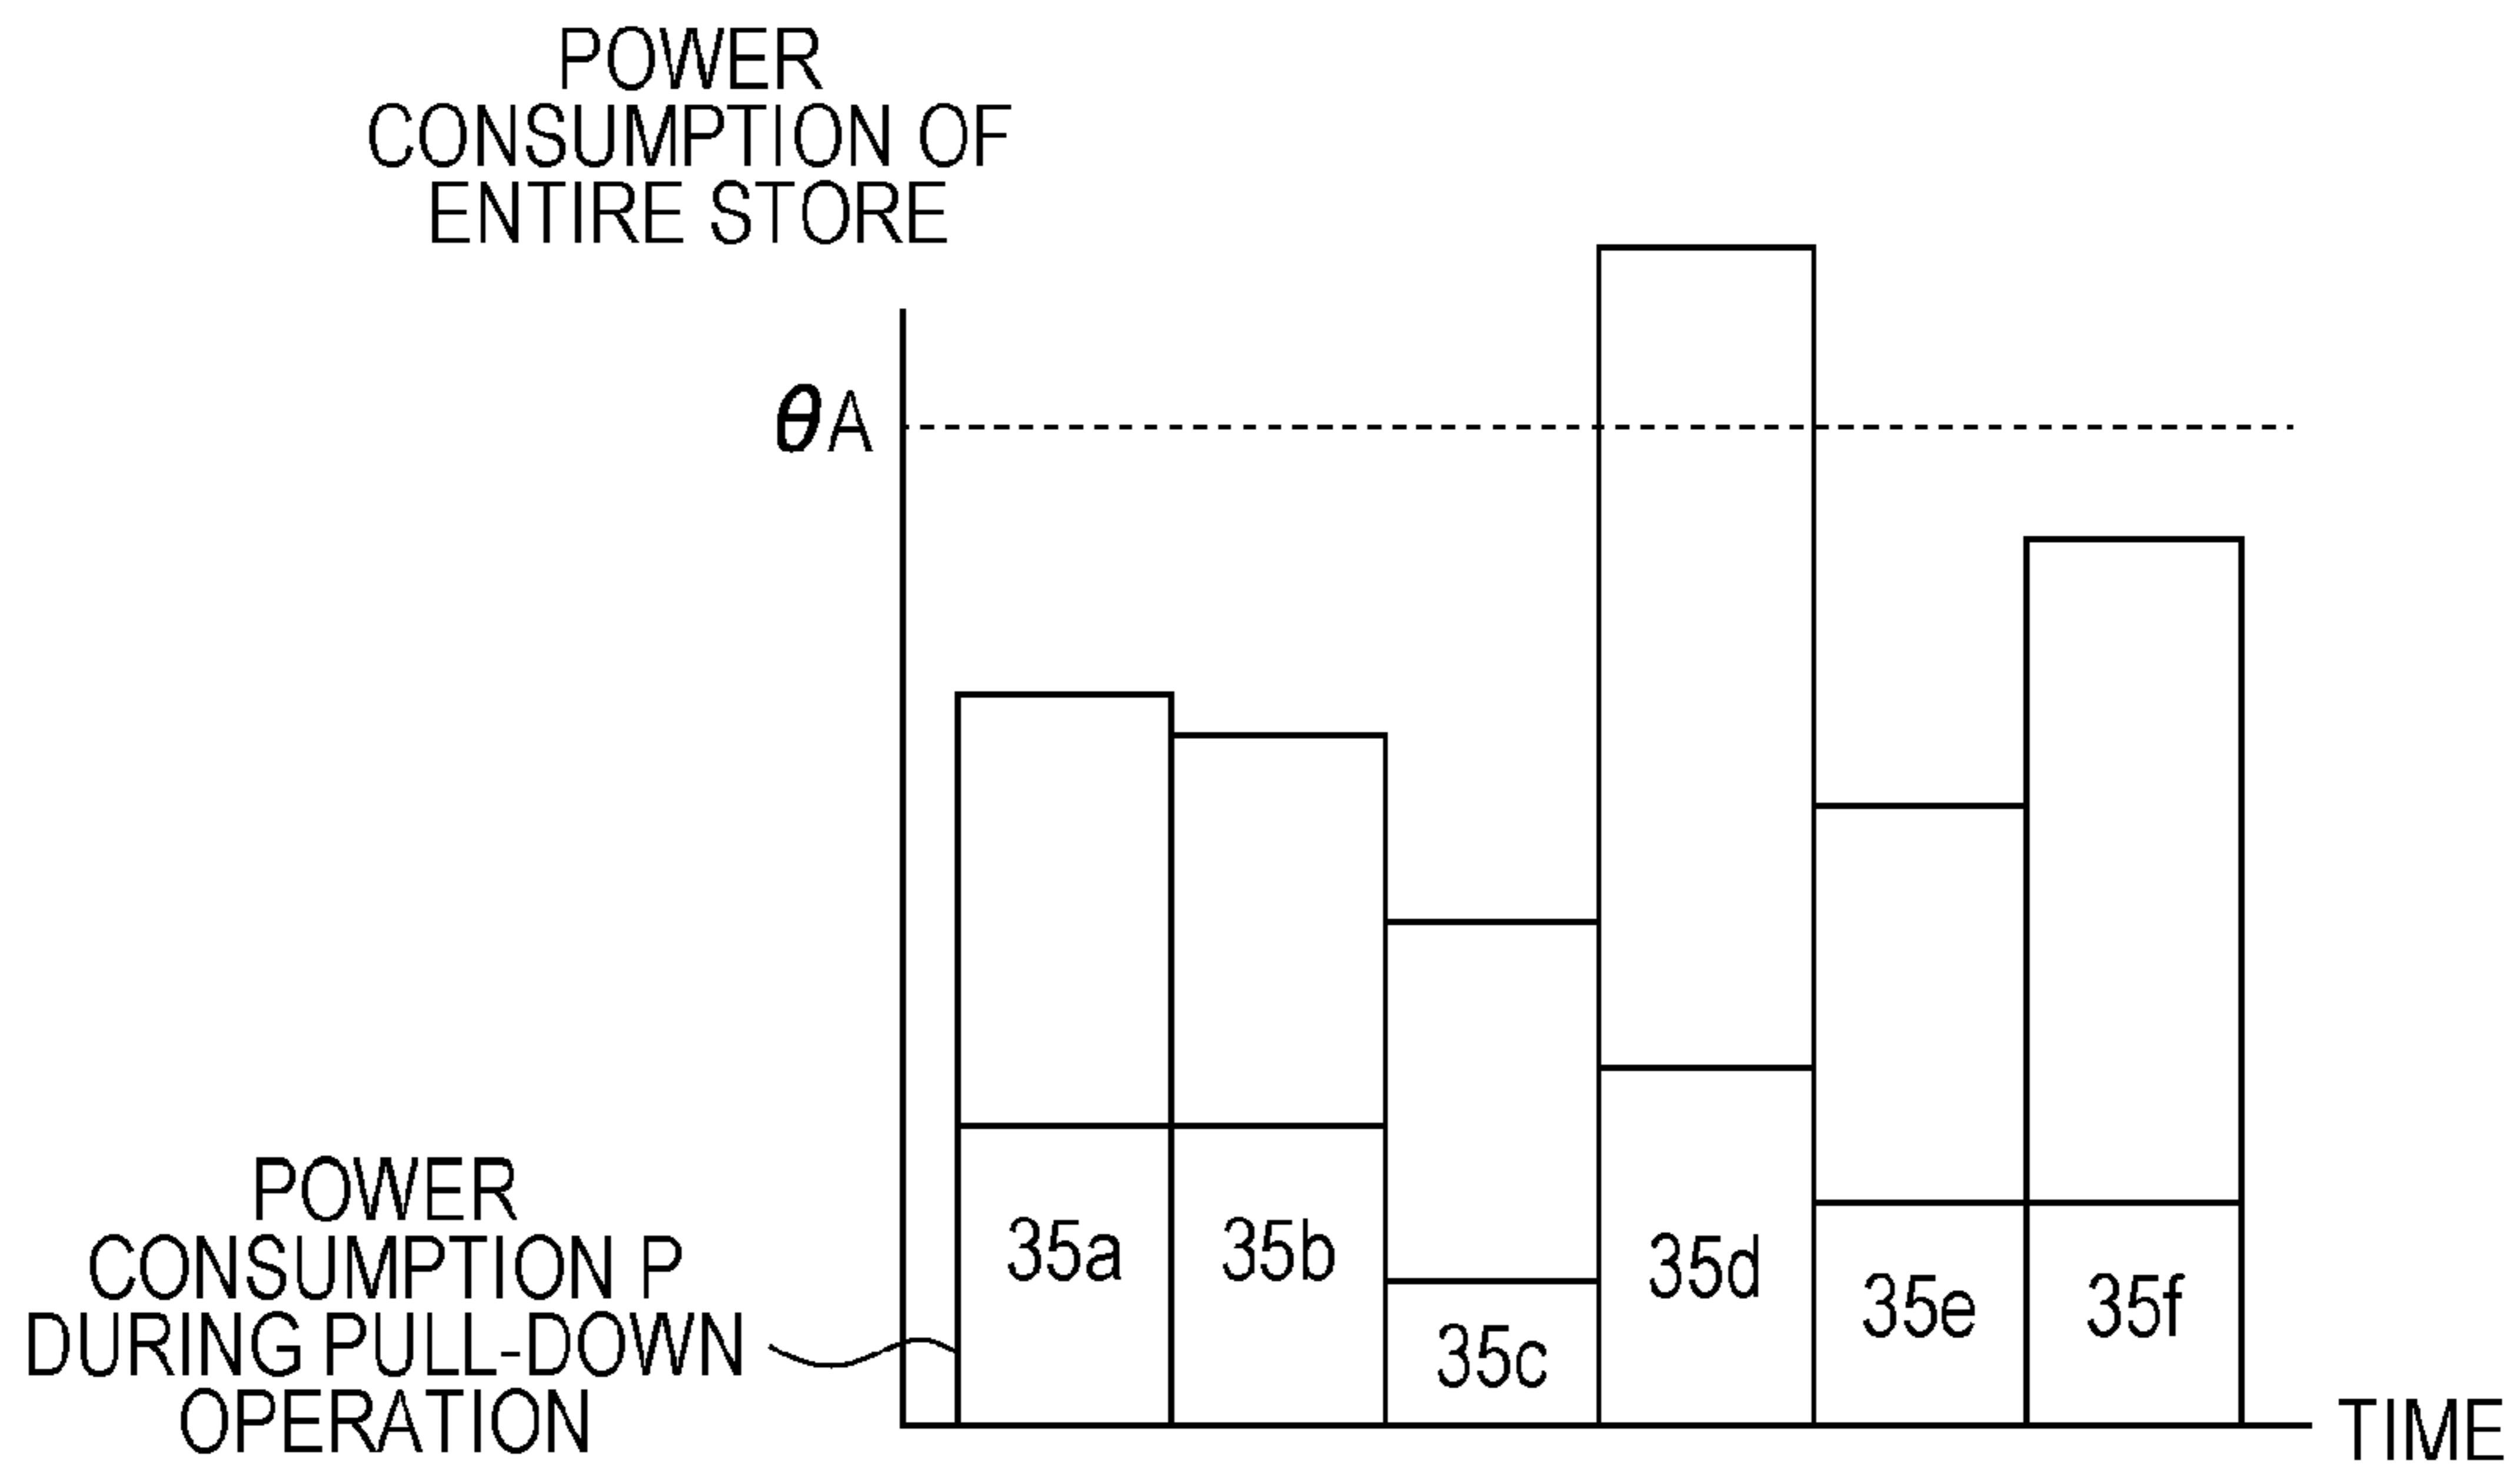 POWER
CONSUMPTION OF
ENTIRE STORE
θA
POWER
CONSUMPTION P
DURING PULL-DOWN
OPERATION
35a
35b
35c
35d
35e
35f
TIME